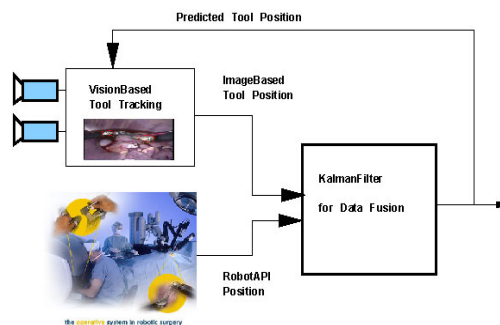 Predicted Tool Position
VisionBased
Tool Tracking
ImageBased
Tool Position
KalmanFilter
for Data Fusion
RobotAPI
Position
the operative system in robotic surgery